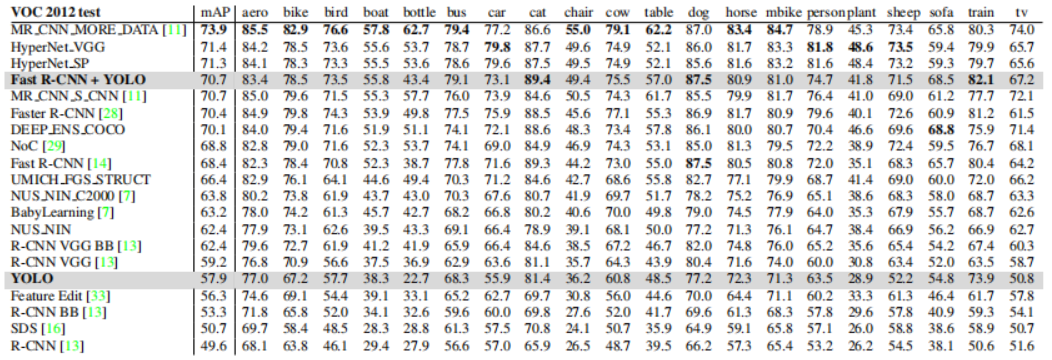 VOC 2012 test mAP aero bike bird boat bottle bus car cat chair cow table dog horse mbike person plant sheep sofa train tv
MR_CNN_MORE_DATA [11] 73.9 85.5 82.9 76.6 57.8 62.7 79.4 77.2 86.6 55.0 79.1 62.2 87.0 83.4 84.7 78.9 45.3 73.4 65.8 80.3 74.0
HyperNet_VGG 71.4 84.2 78.5 73.6 55.6 53.7 78.7 79.8 87.7 49.6 74.9 52.1 86.0 81.7 83.3 81.8 48.6 73.5 59.4 79.9 65.7
HyperNet_SP 71.3 84.1 78.3 73.3 55.5 53.6 78.6 79.6 87.5 49.5 74.9 52.1 85.6 81.6 83.2 81.6 48.4 73.2 59.3 79.7 65.6
Fast R-CNN + YOLO 70.7 83.4 78.5 73.5 55.8 43.4 79.1 73.1 89.4 49.4 75.5 57.0 87.5 80.9 81.0 74.7 41.8 71.5 68.5 82.1 67.2
MR_CNN_S_CNN [11] 70.7 85.0 79.6 71.5 55.3 57.7 76.0 73.9 84.6 50.5 74.3 61.7 85.5 79.9 81.7 76.4 41.0 69.0 61.2 77.7 72.1
Faster R-CNN [28] 70.4 84.9 79.8 74.3 53.9 49.8 77.5 75.9 88.5 45.6 77.1 55.3 86.9 81.7 80.9 79.6 40.1 72.6 60.9 81.2 61.5
DEEP_ENS_COCO 70.1 84.0 79.4 71.6 51.9 51.1 74.1 72.1 88.6 48.3 73.4 57.8 86.1 80.0 80.7 70.4 46.6 69.6 68.8 75.9 71.4
NoC [29] 68.8 82.8 79.0 71.6 52.3 53.7 74.1 69.0 84.9 46.9 74.3 53.1 85.0 81.3 79.5 72.2 38.9 72.4 59.5 76.7 68.1
Fast R-CNN [14] 68.4 82.3 78.4 70.8 52.3 38.7 77.8 71.6 89.3 44.2 73.0 55.0 87.5 80.5 80.8 72.0 35.1 68.3 65.7 80.4 64.2
UMICH_FGS_STRUCT 66.4 82.9 76.1 64.1 44.6 49.4 70.3 71.2 84.6 42.7 68.6 55.8 82.7 77.1 79.9 68.7 41.4 69.0 60.0 72.0 66.2
NUS_NIN_C2000 [7] 63.8 80.2 73.8 61.9 43.7 43.0 70.3 67.6 80.7 41.9 69.7 51.7 78.2 75.2 76.9 65.1 38.6 68.3 58.0 68.7 63.3
BabyLearning [7] 63.2 78.0 74.2 61.3 45.7 42.7 68.2 66.8 80.2 40.6 70.0 49.8 79.0 74.5 77.9 64.0 35.3 67.9 55.7 68.7 62.6
NUS_NIN 62.4 77.9 73.1 62.6 39.5 43.3 69.1 66.4 78.9 39.1 68.1 50.0 77.2 71.3 76.1 64.7 38.4 66.9 56.2 66.9 62.7
R-CNN VGG BB [13] 62.4 79.6 72.7 61.9 41.2 41.9 65.9 66.4 84.6 38.5 67.2 46.7 82.0 74.8 76.0 65.2 35.6 65.4 54.2 67.4 60.3
R-CNN VGG [13] 59.2 76.8 70.9 56.6 37.5 36.9 62.9 63.6 81.1 35.7 64.3 43.9 80.4 71.6 74.0 60.0 30.8 63.4 52.0 63.5 58.7
YOLO 57.9 77.0 67.2 57.7 38.3 22.7 68.3 55.9 81.4 36.2 60.8 48.5 77.2 72.3 71.3 63.5 28.9 52.2 54.8 73.9 50.8
Feature Edit [33] 56.3 74.6 69.1 54.4 39.1 33.1 65.2 62.7 69.7 30.8 56.0 44.6 70.0 64.4 71.1 60.2 33.3 61.3 46.4 61.7 57.8
R-CNN BB [13] 53.3 71.8 65.8 52.0 34.1 32.6 59.6 60.0 69.8 27.6 52.0 41.7 69.6 61.3 68.3 57.8 29.6 57.8 40.9 59.3 54.1
SDS [16] 50.7 69.7 58.4 48.5 28.3 28.8 61.3 57.5 70.8 24.1 50.7 35.9 64.9 59.1 65.8 57.1 26.0 58.8 38.6 58.9 50.7
R-CNN [13] 49.6 68.1 63.8 46.1 29.4 27.9 56.6 57.0 65.9 26.5 48.7 39.5 66.2 57.3 65.4 53.2 26.2 54.5 38.1 50.6 51.6